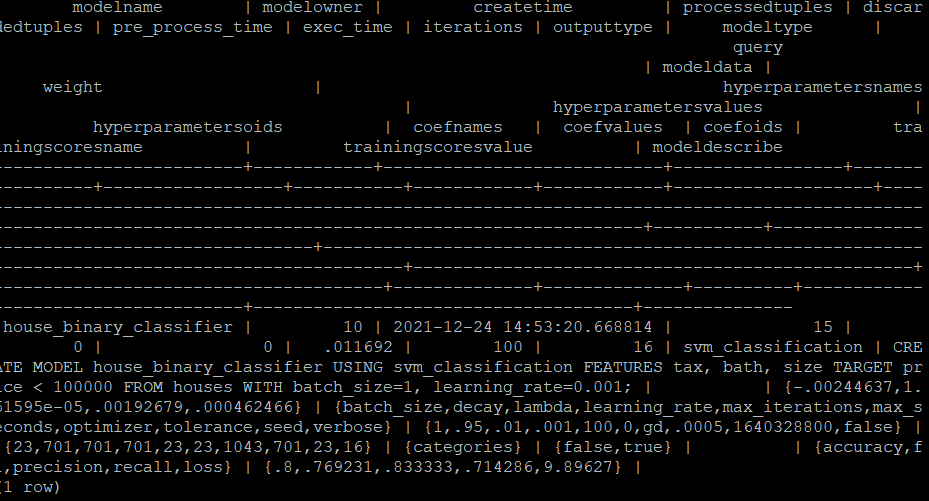 modelname | modelowner | createtime | processedtuples | discar
dedtuples | pre_process_time | exec_time | iterations | outputtype | modeltype |
query
| modeldata |
weight | hyperparametersnames
| hyperparametersvalues |
hyperparametersoids | coefnames | coefvalues | coefoids | tra
iningscoresname | trainingscoresvalue | modeldescribe
-------------------------+------------+----------------------------+-----------------+-------
----------+------------------+-----------+------------+------------+--------------------+----
---------------------------------------------------------------------------------------------
----------------------------------------------------------------+-----------+---------------
-------------------------------+-------------------------------------------------------------
----------------------------------------+--------------------------------------------------+
--------------------------------------+--------------+--------------+----------+------------
------------------------+--------------------------------------+---------------
house_binary_classifier | 10 | 2021-12-24 14:53:20.668814 | 15 |
0 | 0 | .011692 | 100 | 16 | svm_classification | CRE
ATE MODEL house_binary_classifier USING svm_classification FEATURES tax, bath, size TARGET pr
ice < 100000 FROM houses WITH batch_size=1, learning_rate=0.001; | | {-.00244637,1.
61595e-05,.00192679,.000462466} | {batch_size,decay,lambda,learning_rate,max_iterations,max_s
econds,optimizer,tolerance,seed,verbose} | {1,.95,.01,.001,100,0,gd,.0005,1640328800,false} |
{23,701,701,701,23,23,1043,701,23,16} | {categories} | {false,true} | | {accuracy,f
1,precision,recall,loss} | {.8,.769231,.833333,.714286,9.89627} |
(1 row)